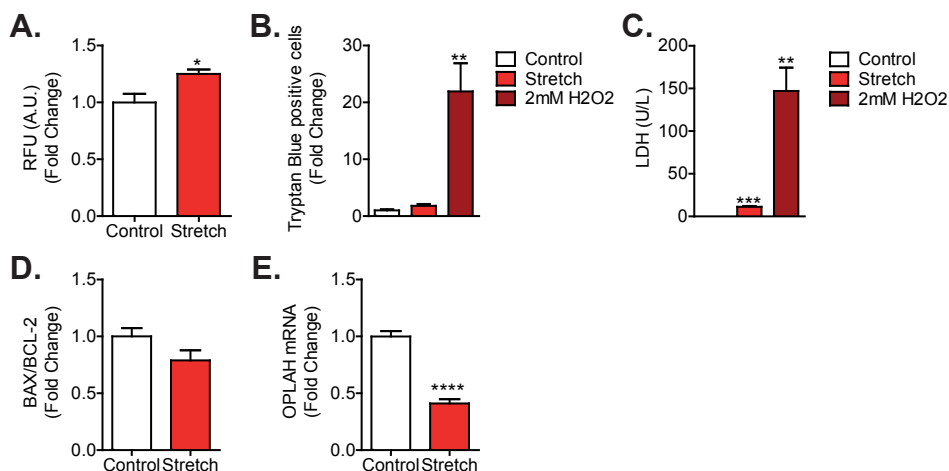 A.
RFU (A.U.)
(Fold Change)
1.5
1.0
0.5
0.0
*
Control Stretch
B.
Tryptan Blue positive cells
(Fold Change)
30
20
10
0
**
Control
Stretch
2mM H2O2
C.
LDH (U/L)
200
150
100
50
0
***
**
Control
Stretch
2mM H2O2
D.
BAX/BCL-2
(Fold Change)
1.5
1.0
0.5
0.0
Control Stretch
E.
OPLAH mRNA
(Fold Change)
1.5
1.0
0.5
0.0
****
Control Stretch